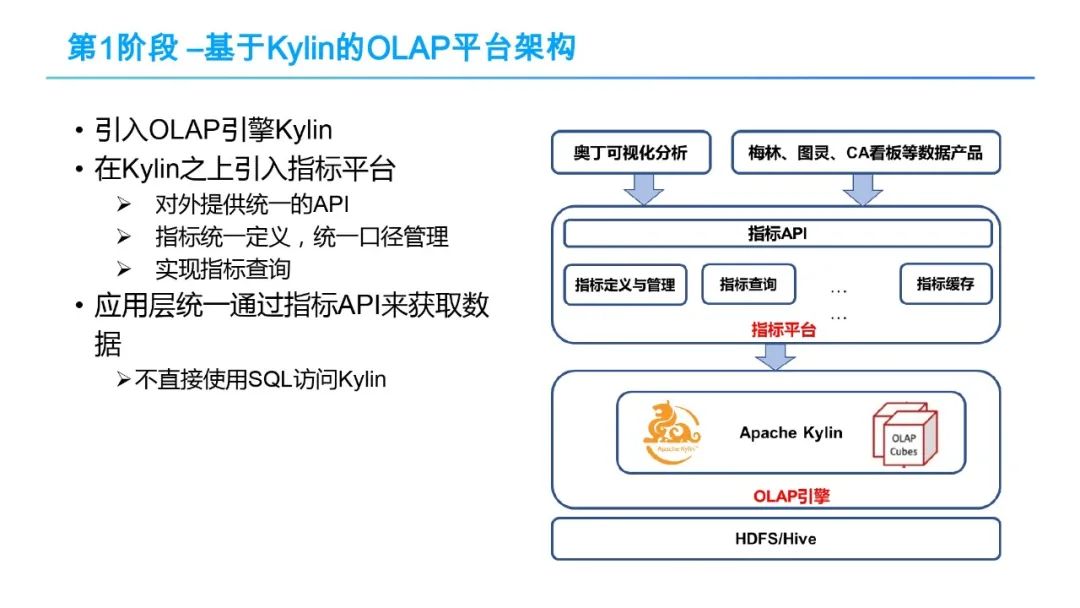 第1阶段 –基于Kylin的OLAP平台架构
• 引入OLAP引擎Kylin
• 在Kylin之上引入指标平台
➢ 对外提供统一的API
➢ 指标统一定义，统一口径管理
➢ 实现指标查询
• 应用层统一通过指标API来获取数
据
➢不直接使用SQL访问Kylin
奥丁可视化分析
梅林、图灵、CA看板等数据产品
指标API
指标定义与管理
指标查询
…
…
指标缓存
指标平台
Apache Kylin™
Apache Kylin
OLAP
Cubes
OLAP引擎
HDFS/Hive